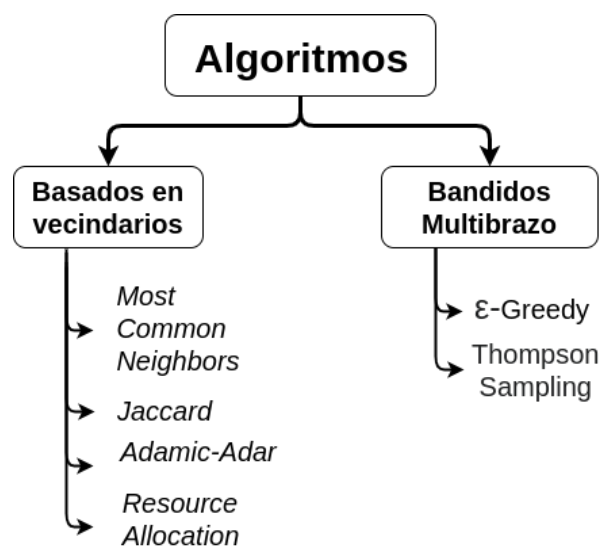 Algoritmos
Basados en
vecindarios
Most
Common
Neighbors
Jaccard
Adamic-Adar
Resource
Allocation
Bandidos
Multibrazo
ε-Greedy
Thompson
Sampling